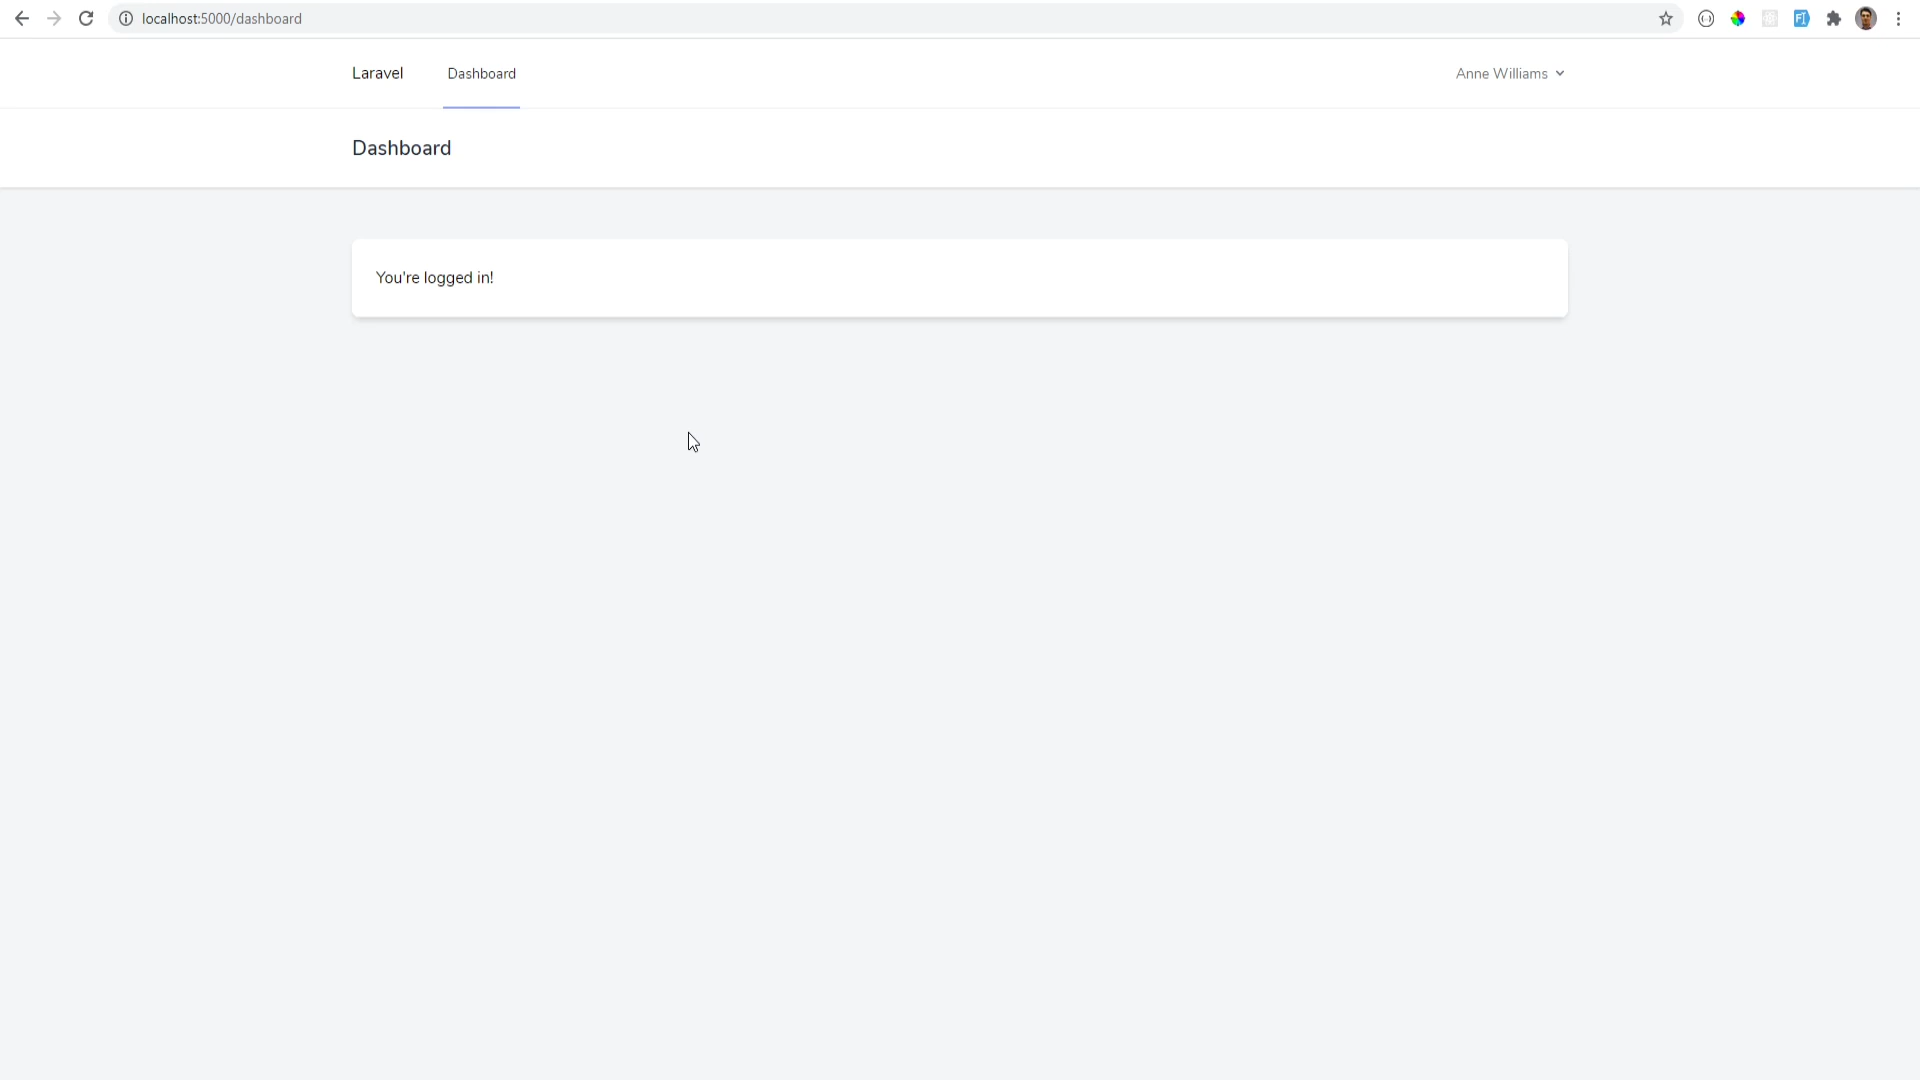 localhost:5000/dashboard
Laravel
Dashboard
Anne Williams
Dashboard
You're logged in!